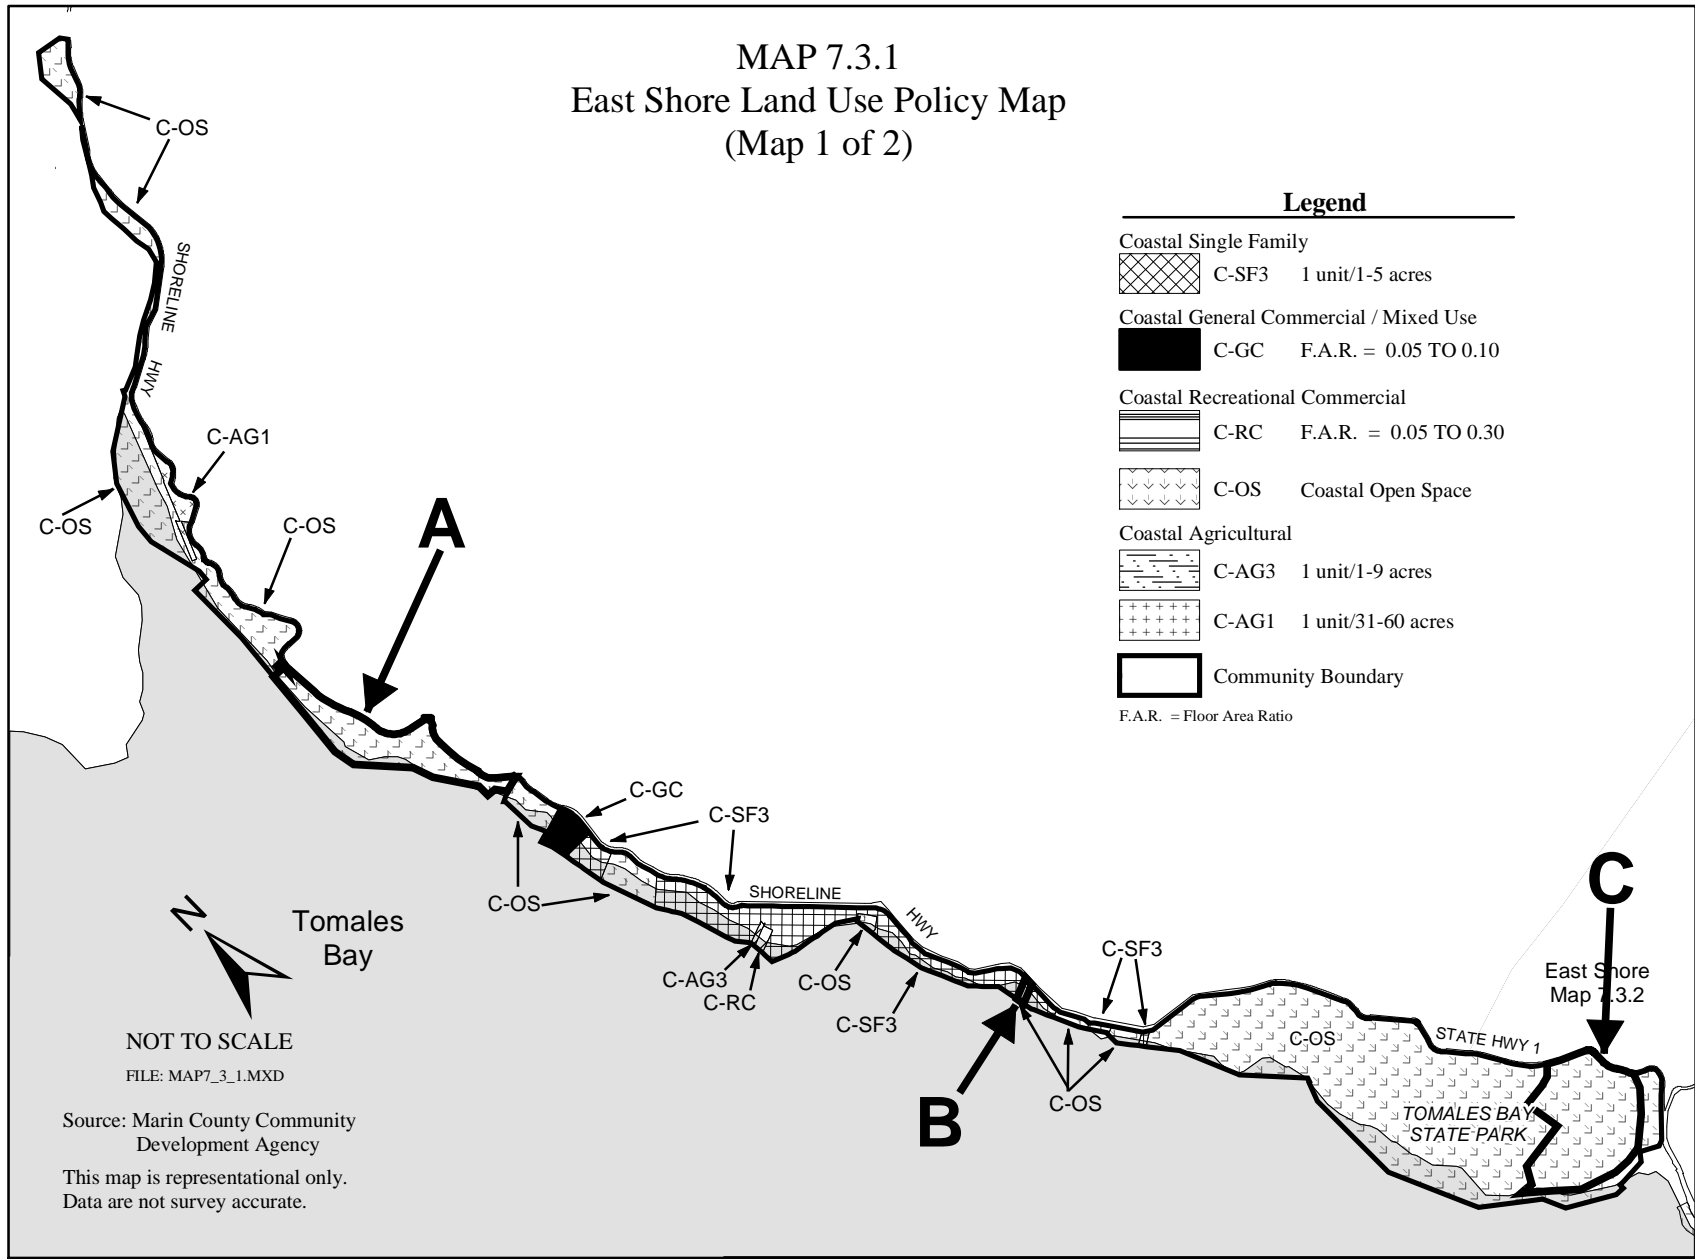 MAP 7.3.1
East Shore Land Use Policy Map
(Map 1 of 2)
Legend
Coastal Single Family
C-SF3 1 unit/1-5 acres
Coastal General Commercial / Mixed Use
C-GC F.A.R. = 0.05 TO 0.10
Coastal Recreational Commercial
C-RC F.A.R. = 0.05 TO 0.30
C-OS Coastal Open Space
Coastal Agricultural
C-AG3 1 unit/1-9 acres
C-AG1 1 unit/31-60 acres
Community Boundary
F.A.R. = Floor Area Ratio
C-OS
SHORELINE
HWY
C-AG1
C-OS
C-OS
A
C-GC
C-SF3
C-OS
SHORELINE
HWY
C-AG3
C-RC
C-OS
C-SF3
C-SF3
B
C-OS
C
East Shore
Map 7.3.2
STATE HWY 1
C-OS
TOMALES BAY
STATE PARK
N
Tomales
Bay
NOT TO SCALE
FILE: MAP7_3_1.MXD
Source: Marin County Community
Development Agency
This map is representational only.
Data are not survey accurate.